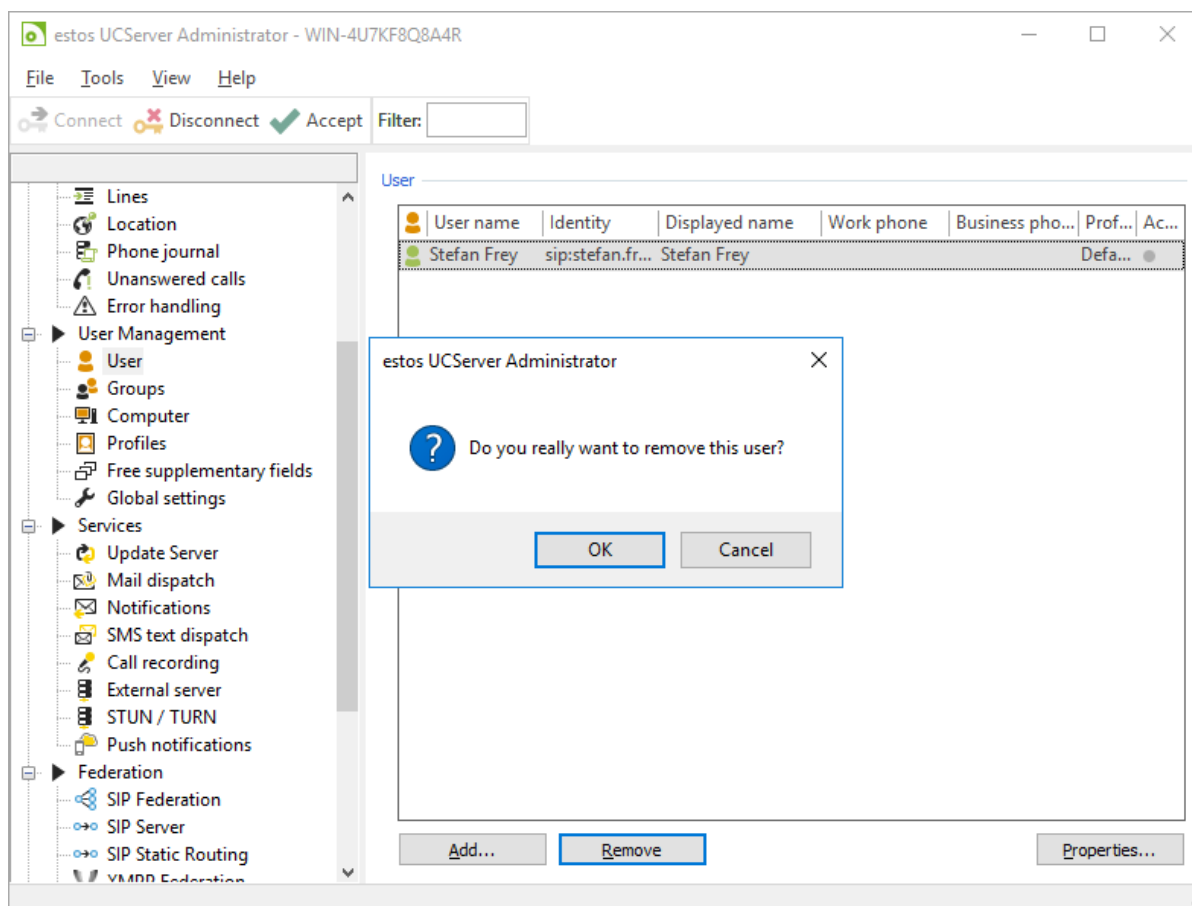 estos UCServer Administrator - WIN-4U7KF8Q8A4R
File Tools View Help
Connect Disconnect Accept Filter:
Lines
Location
Phone journal
Unanswered calls
Error handling
User Management
User
Groups
Computer
Profiles
Free supplementary fields
Global settings
Services
Update Server
Mail dispatch
Notifications
SMS text dispatch
Call recording
External server
STUN / TURN
Push notifications
Federation
SIP Federation
SIP Server
SIP Static Routing
XMPP Federation
User
User name Identity Displayed name Work phone Business pho... Prof... Ac...
Stefan Frey sip:stefan.fr... Stefan Frey Defa...
estos UCServer Administrator
Do you really want to remove this user?
OK Cancel
Add... Remove Properties...